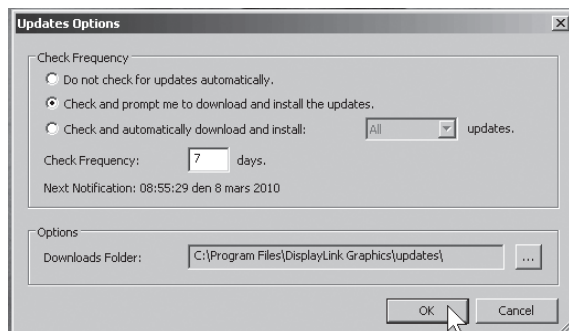 Updates Options
Check Frequency
Do not check for updates automatically.
Check and prompt me to download and install the updates.
Check and automatically download and install: All updates.
Check Frequency: 7 days.
Next Notification: 08:55:29 den 8 mars 2010
Options
Downloads Folder: C:\Program Files\DisplayLink Graphics\updates\ ...
OK Cancel